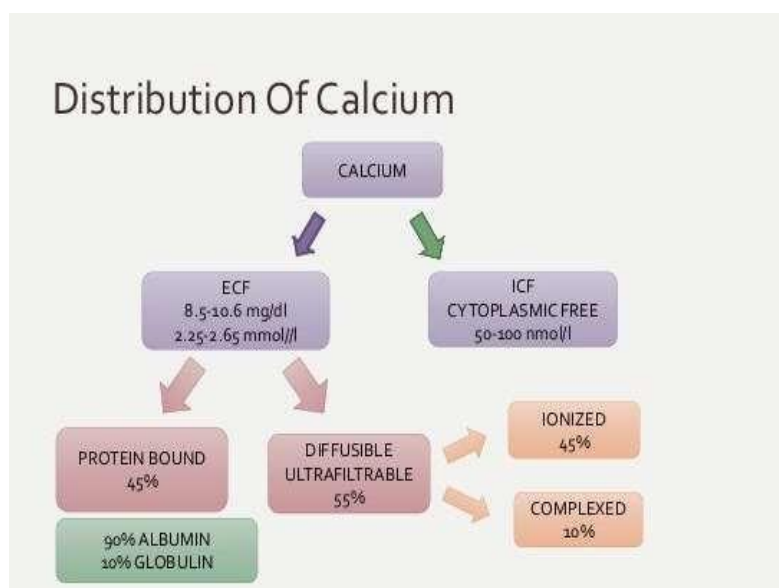 Distribution Of Calcium
CALCIUM
ECF
8.5-10.6 mg/dl
2.25-2.65 mmol//l
ICF
CYTOPLASMIC FREE
50-100 nmol/l
PROTEIN BOUND
45%
DIFFUSIBLE
ULTRAFILTRABLE
55%
IONIZED
45%
COMPLEXED
10%
90% ALBUMIN
10% GLOBULIN